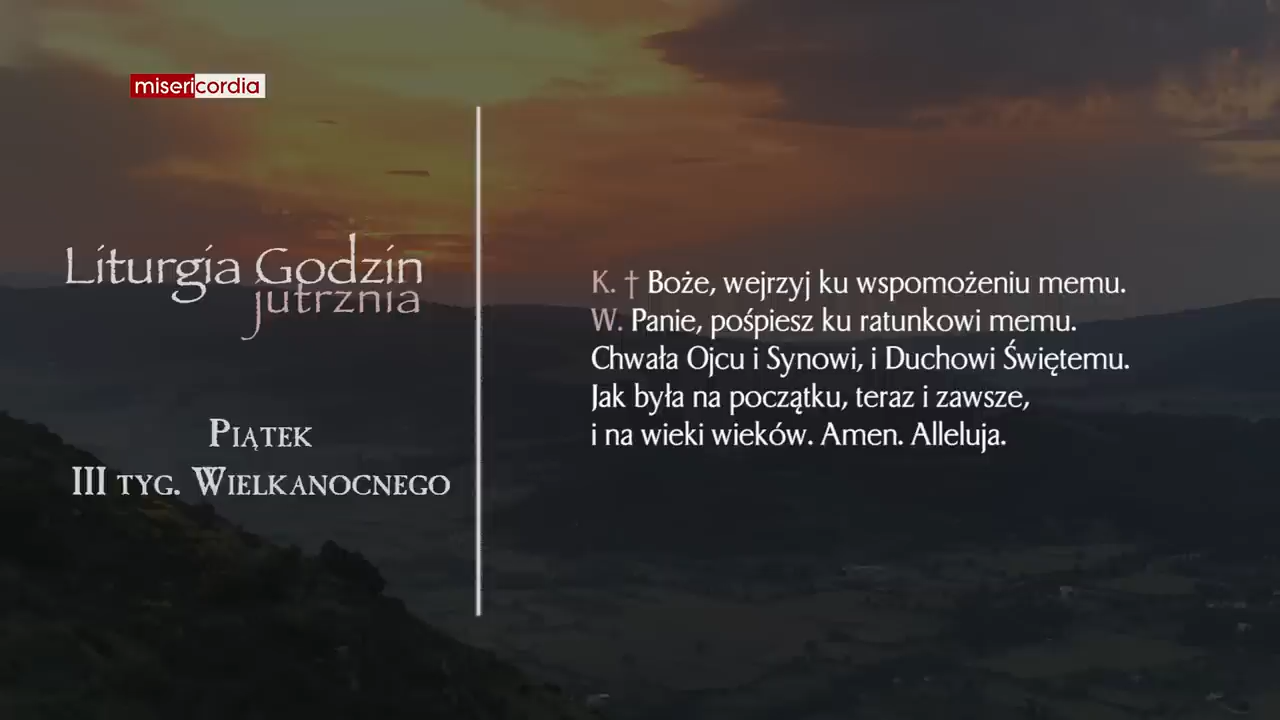 misericordia
Liturgia Godzin
jutrznia
Piątek
III tyg. Wielkanocnego
K. † Boże, wejrzyj ku wspomożeniu memu.
W. Panie, pośpiesz ku ratunkowi memu.
Chwała Ojcu i Synowi, i Duchowi Świętemu.
Jak była na początku, teraz i zawsze,
i na wieki wieków. Amen. Alleluja.